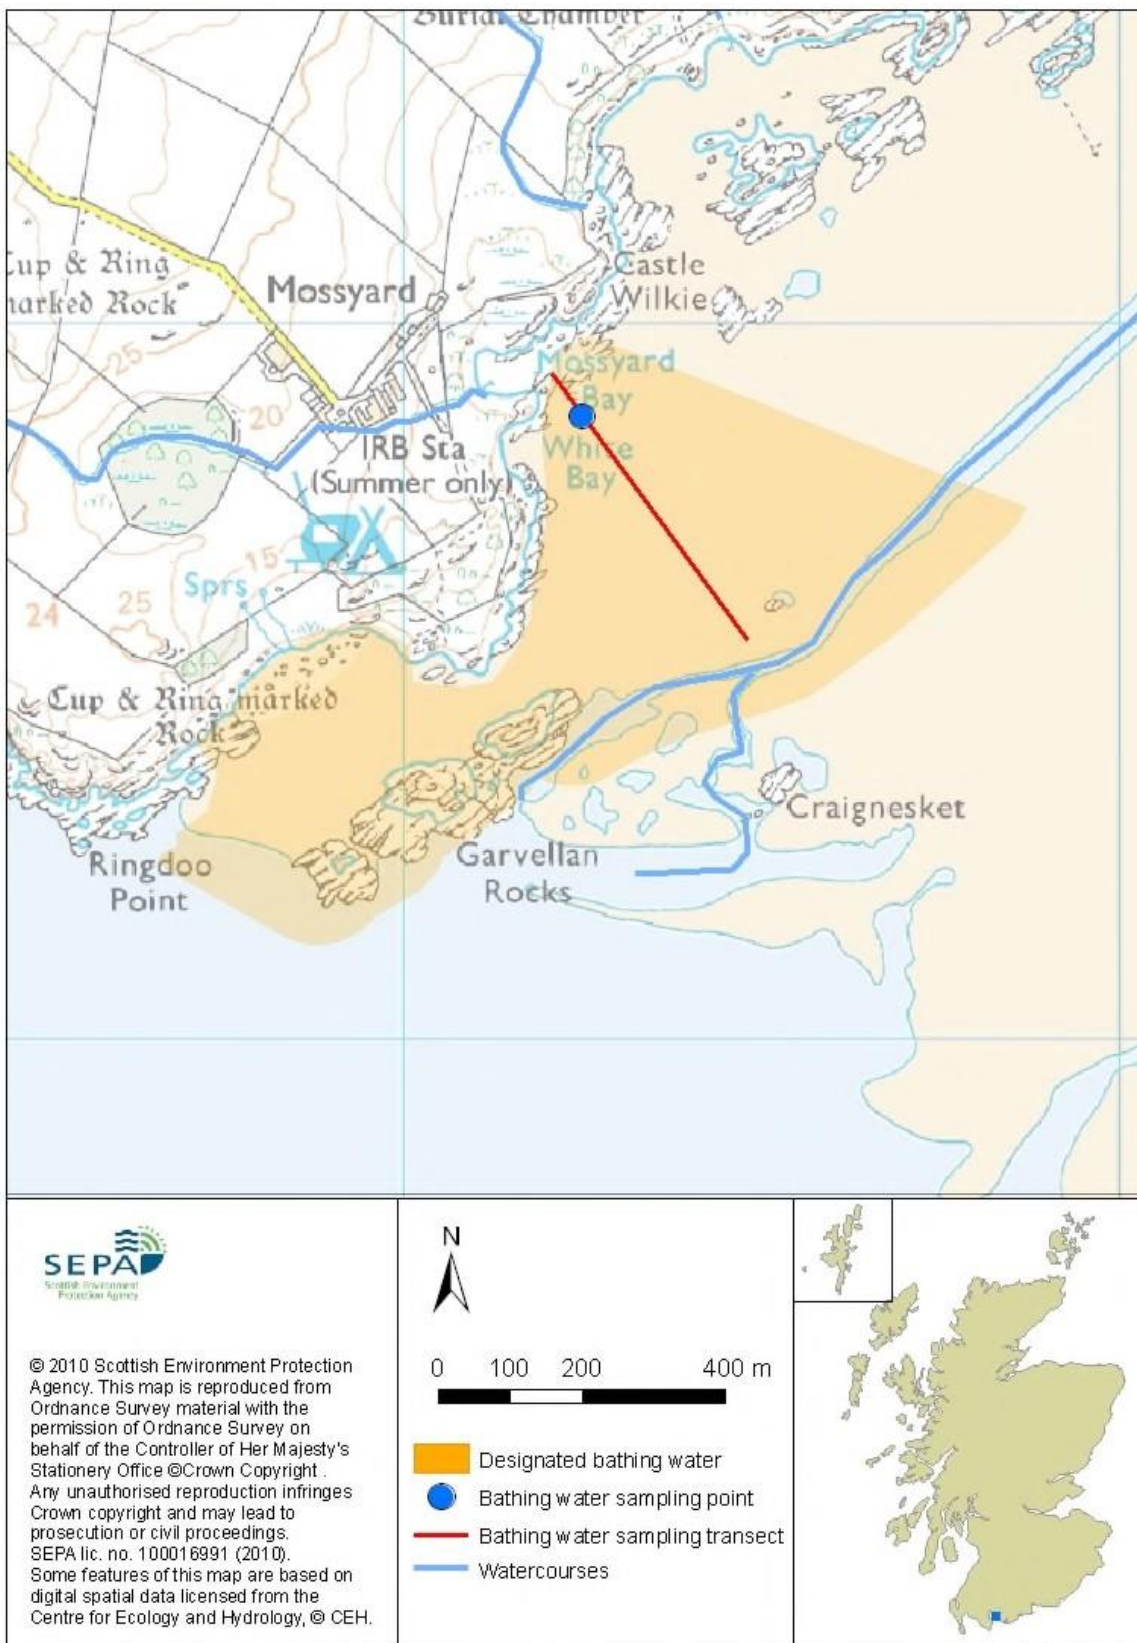 Burial Chamber
Castle
Wilkie
Cup & Ring
marked Rock
Mossyard
25
Mossyard
Bay
White
Bay
20
IRB Sta
(Summer only)
15
Sprs
24
25
Cup & Ring marked
Rock
Craignesket
Ringdoo
Point
Garvellan
Rocks
SEPA
Scottish Environment
Protection Agency
© 2010 Scottish Environment Protection
Agency. This map is reproduced from
Ordnance Survey material with the
permission of Ordnance Survey on
behalf of the Controller of Her Majesty's
Stationery Office ©Crown Copyright .
Any unauthorised reproduction infringes
Crown copyright and may lead to
prosecution or civil proceedings.
SEPA lic. no. 100016991 (2010).
Some features of this map are based on
digital spatial data licensed from the
Centre for Ecology and Hydrology, © CEH.
N
0 100 200 400 m
Designated bathing water
Bathing water sampling point
Bathing water sampling transect
Watercourses